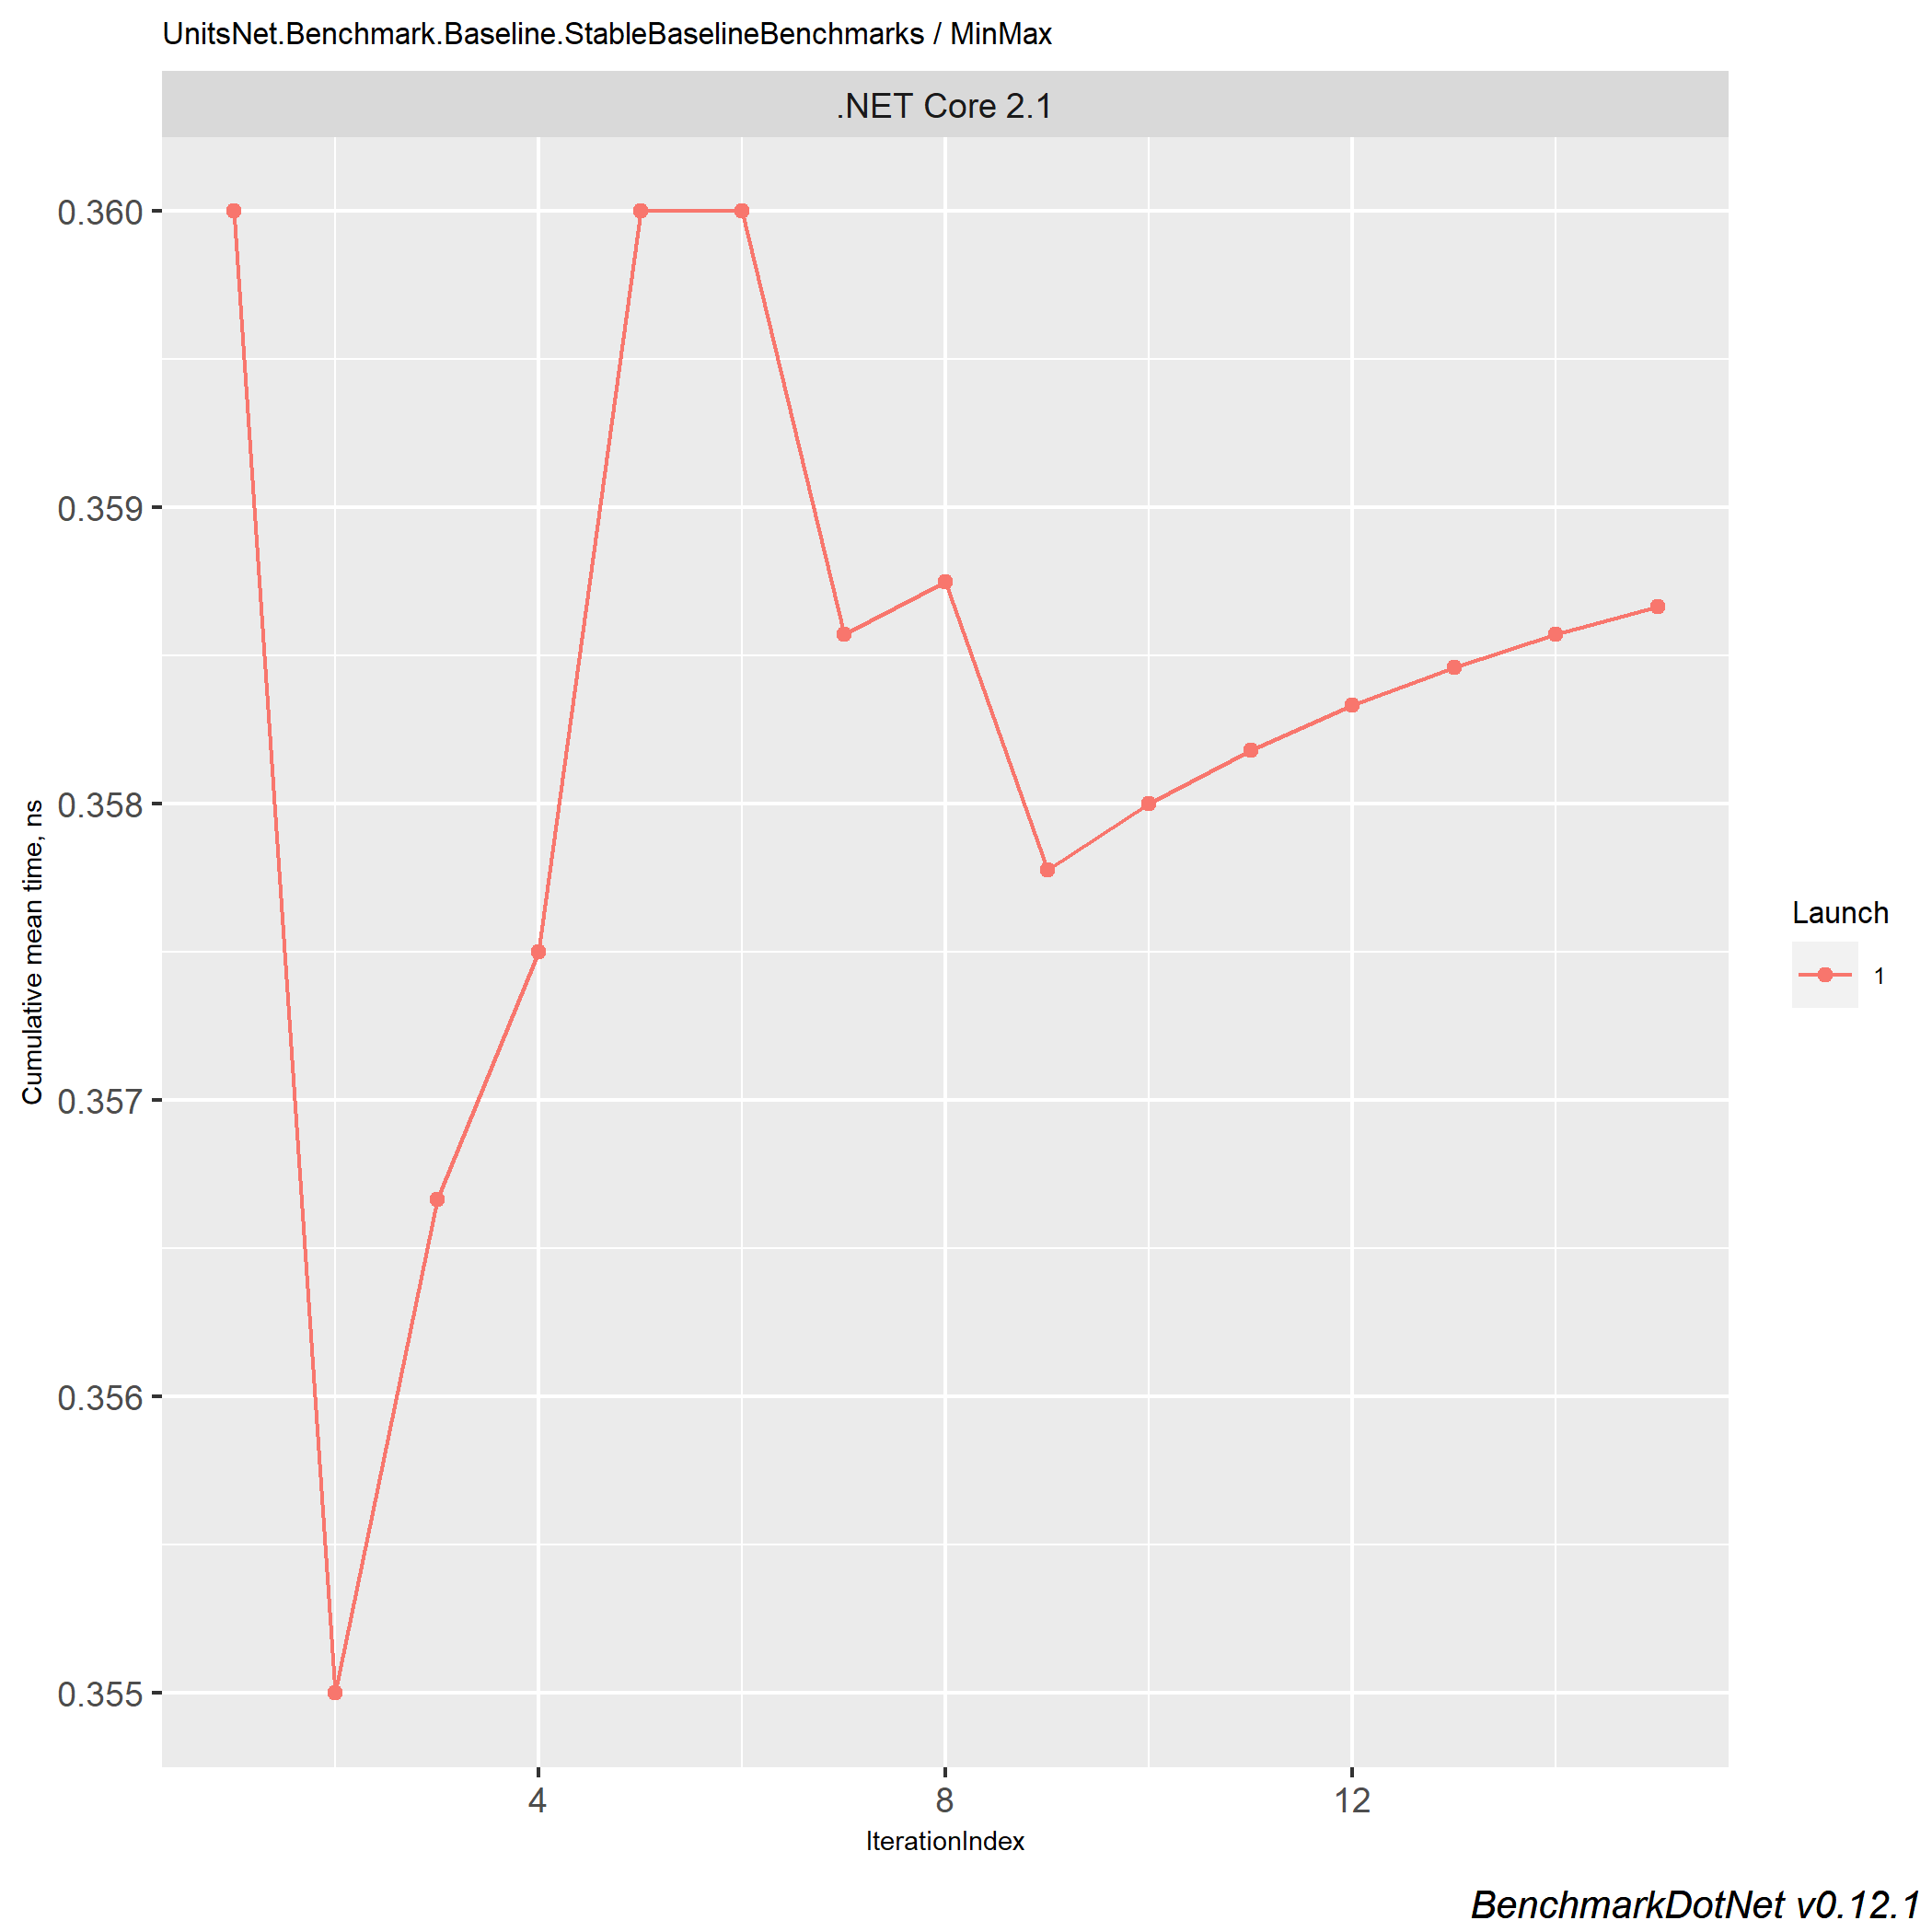 UnitsNet.Benchmark.Baseline.StableBaselineBenchmarks / MinMax
.NET Core 2.1
0.360
0.359
0.358
0.357
0.356
0.355
Cumulative mean time, ns
4 8 12
IterationIndex
Launch
1
BenchmarkDotNet v0.12.1